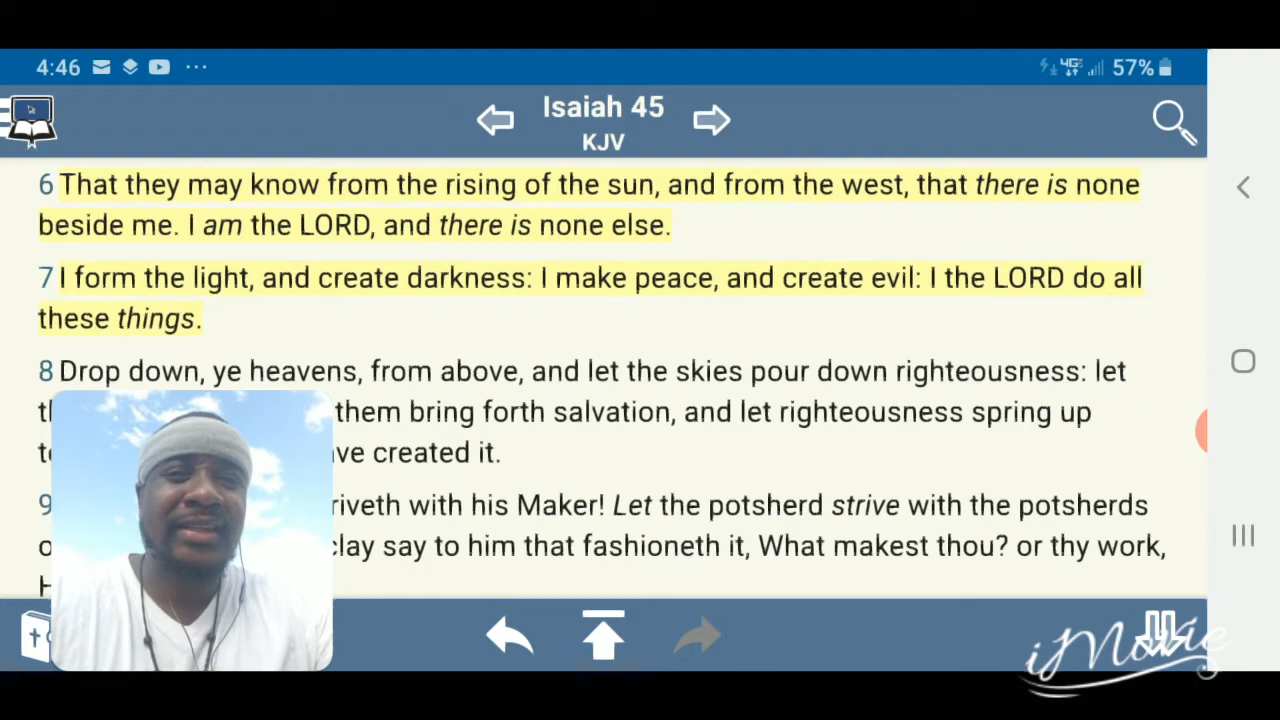 4:46 ... 4G 57%
Isaiah 45
KJV
6 That they may know from the rising of the sun, and from the west, that there is none
beside me. I am the LORD, and there is none else.
7 I form the light, and create darkness: I make peace, and create evil: I the LORD do all
these things.
8 Drop down, ye heavens, from above, and let the skies pour down righteousness: let
them bring forth salvation, and let righteousness spring up
created it.
9 with his Maker! Let the potsherd strive with the potsherds
say to him that fashioneth it, What makest thou? or thy work,
iMovie